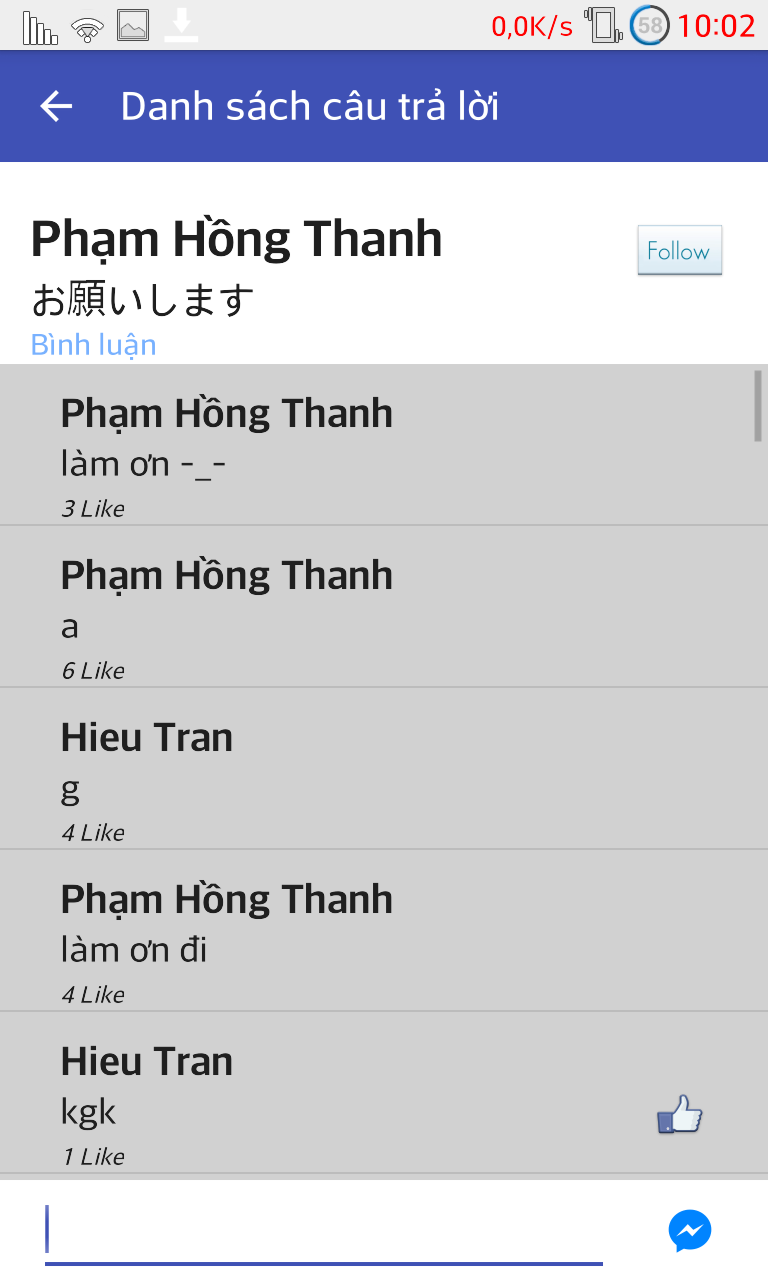 0,0K/s 58 10:02
Danh sách câu trả lời
Phạm Hồng Thanh
Follow
お願いします
Bình luận
Phạm Hồng Thanh
làm ơn -_-
3 Like
Phạm Hồng Thanh
a
6 Like
Hieu Tran
g
4 Like
Phạm Hồng Thanh
làm ơn đi
4 Like
Hieu Tran
kgk
1 Like